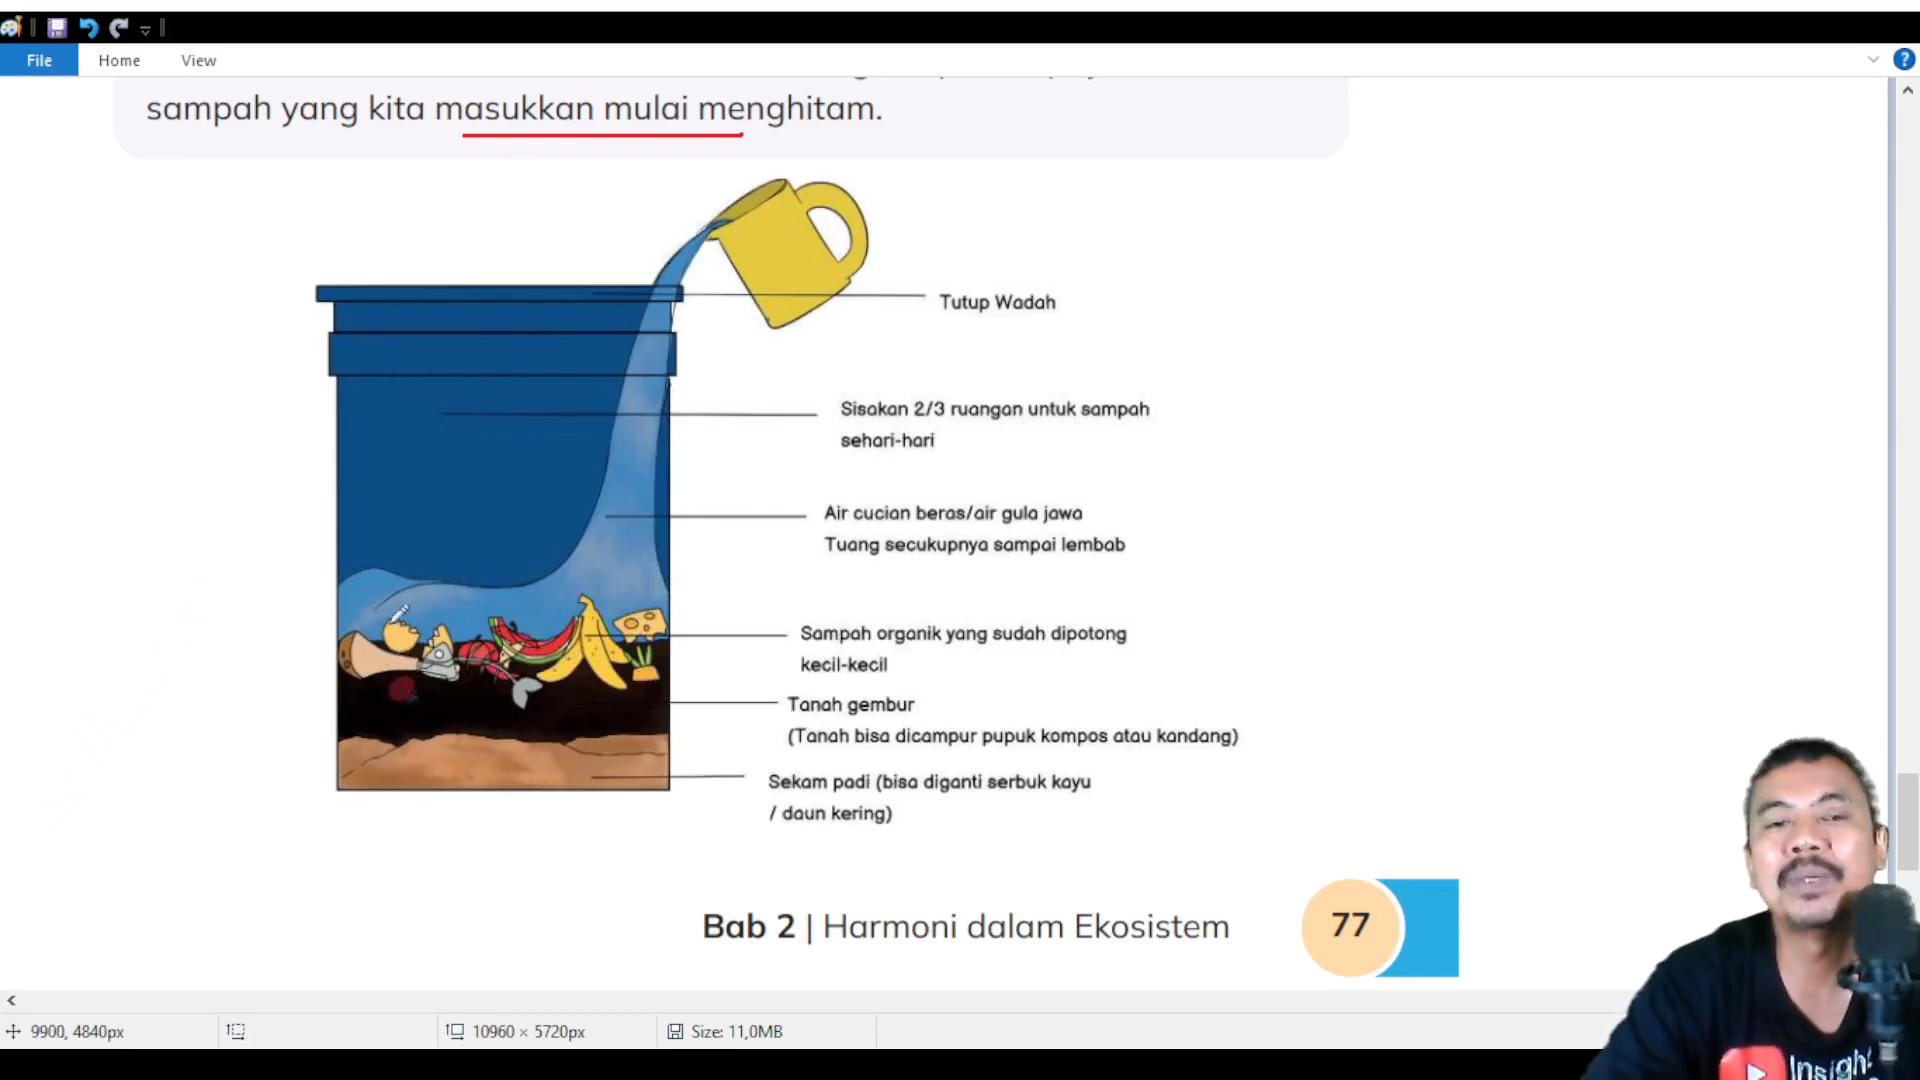 File Home View
sampah yang kita masukkan mulai menghitam.
Tutup Wadah
Sisakan 2/3 ruangan untuk sampah
sehari-hari
Air cucian beras/air gula jawa
Tuang secukupnya sampai lembab
Sampah organik yang sudah dipotong
kecil-kecil
Tanah gembur
(Tanah bisa dicampur pupuk kompos atau kandang)
Sekam padi (bisa diganti serbuk kayu
/ daun kering)
Bab 2 | Harmoni dalam Ekosistem 77
9900, 4840px 10960 × 5720px Size: 11,0MB
Insight